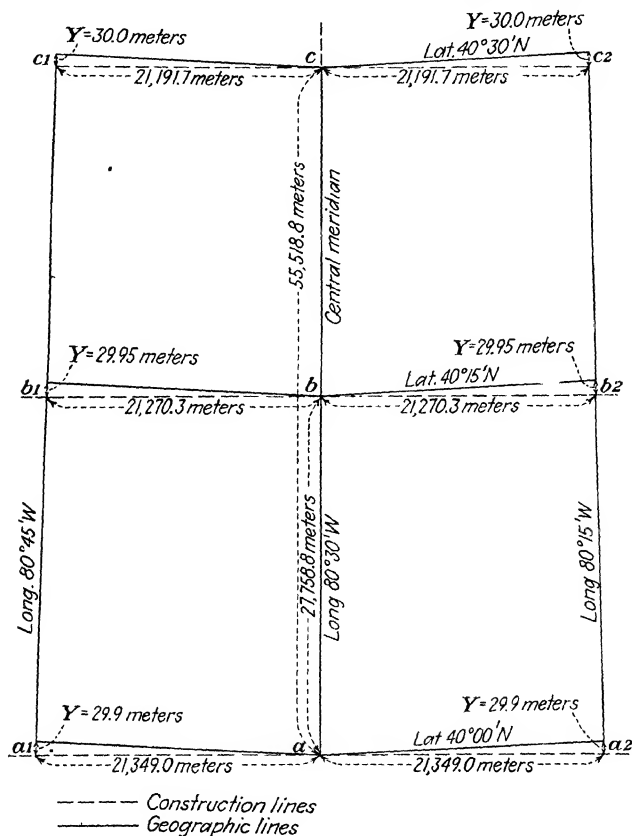 Y=30.0 meters
Y=30.0 meters
c1
c
Lat. 40°30'N
c2
21,191.7 meters
21,191.7 meters
55,518.8 meters
Central meridian
Y=29.95 meters
Y=29.95 meters
b1
b
Lat. 40°15'N
b2
21,270.3 meters
21,270.3 meters
Long. 80°45'W
27,758.8 meters
Long 80°30'W
Long 80°15'W
Y=29.9 meters
Y=29.9 meters
a1
a
Lat 40°00'N
a2
21,349.0 meters
21,349.0 meters
Construction lines
Geographic lines